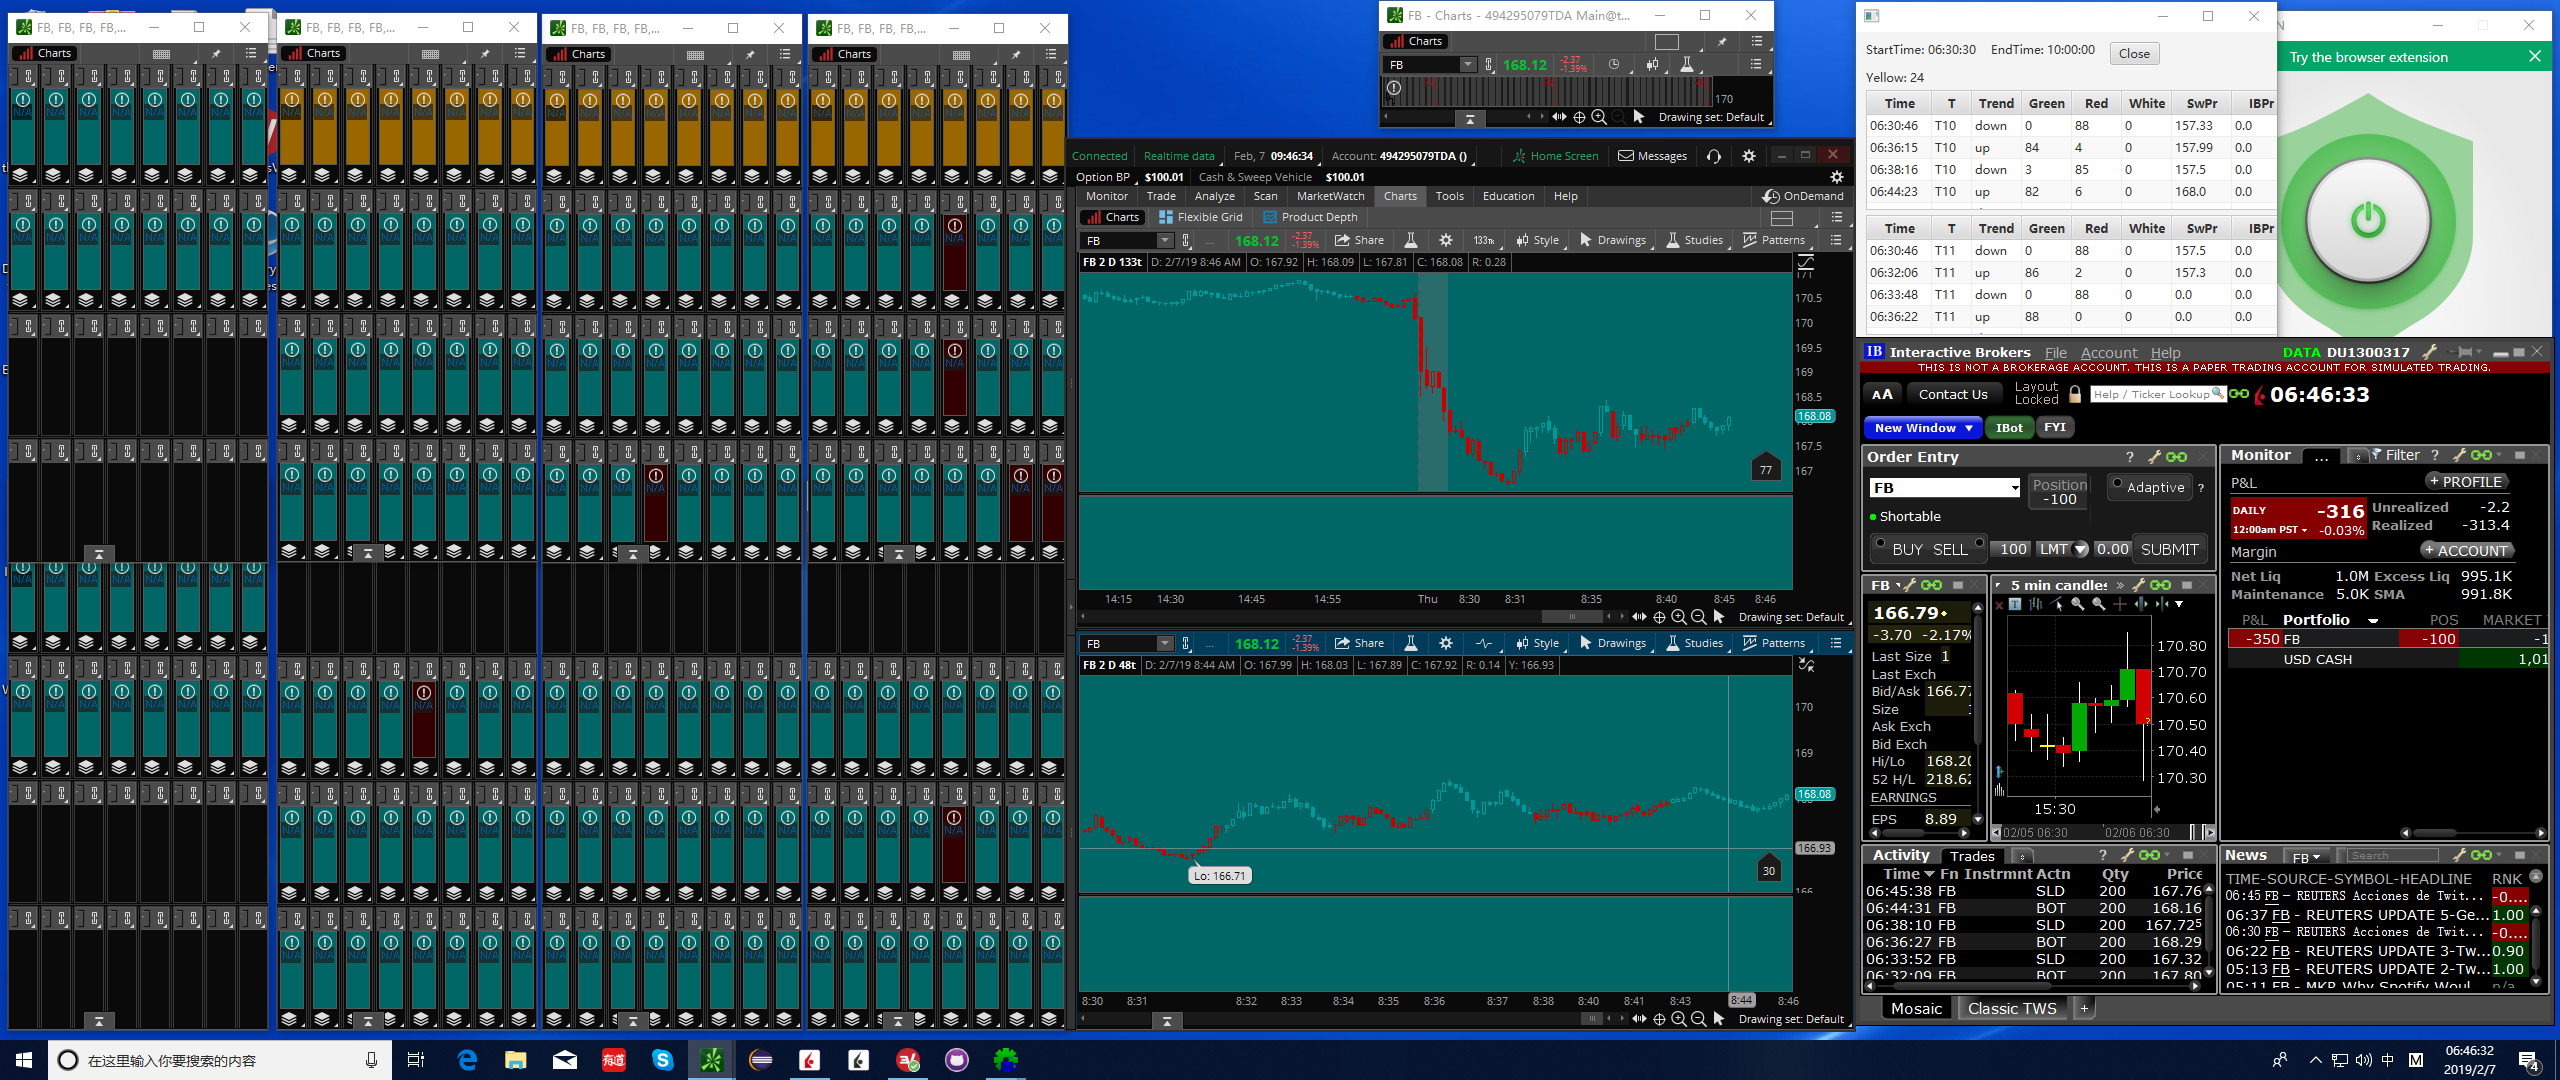 FB, FB, FB, FB,...
Charts
FB, FB, FB, FB,...
Charts
FB, FB, FB, FB,...
Charts
FB, FB, FB, FB,...
Charts
N/A
FB - Charts - 494295079TDA Main@t...
Charts
FB 168.12 -2.37 -1.39%
170
Drawing set: Default
Connected Realtime data Feb, 7 09:46:34 Account: 494295079TDA () Home Screen Messages
Option BP $100.01 Cash & Sweep Vehicle $100.01
Monitor Trade Analyze Scan MarketWatch Charts Tools Education Help OnDemand
Charts Flexible Grid Product Depth
FB ... 168.12 -2.37 -1.39% Share 133tk Style Drawings Studies Patterns
FB 2 D 133t D: 2/7/19 8:46 AM O: 167.92 H: 168.09 L: 167.81 C: 168.08 R: 0.28
171
170.5
170
169.5
169
168.5
168.08
167.5
167
77
14:15 14:30 14:45 14:55 Thu 8:30 8:31 8:35 8:40 8:45 8:46
Drawing set: Default
FB ... 168.12 -2.37 -1.39% Share Style Drawings Studies Patterns
FB 2 D 48t D: 2/7/19 8:44 AM O: 167.99 H: 168.03 L: 167.89 C: 167.92 R: 0.14 Y: 166.93
170
169
168.08
166.93
166
Lo: 166.71
30
8:30 8:31 8:32 8:33 8:34 8:35 8:36 8:37 8:38 8:40 8:41 8:43 8:44 8:46
Drawing set: Default
StartTime: 06:30:30 EndTime: 10:00:00 Close
Yellow: 24
Time T Trend Green Red White SwPr IBPr
06:30:46 T10 down 0 88 0 157.33 0.0
06:36:15 T10 up 84 4 0 157.99 0.0
06:38:16 T10 down 3 85 0 157.5 0.0
06:44:23 T10 up 82 6 0 168.0 0.0
Time T Trend Green Red White SwPr IBPr
06:30:46 T11 down 0 88 0 157.5 0.0
06:32:06 T11 up 86 2 0 157.3 0.0
06:33:48 T11 down 0 88 0 0.0 0.0
06:36:22 T11 up 88 0 0 0.0 0.0
Try the browser extension
IB Interactive Brokers File Account Help DATA DU1300317
THIS IS NOT A BROKERAGE ACCOUNT. THIS IS A PAPER TRADING ACCOUNT FOR SIMULATED TRADING.
AA Contact Us Layout Locked Help / Ticker Lookup 06:46:33
New Window IBot FYI
Order Entry ?
FB Position -100 Adaptive ?
Shortable
BUY SELL 100 LMT 0.00 SUBMIT
Monitor ... Filter ?
P&L + PROFILE
DAILY -316 Unrealized -2.2
12:00am PST -0.03% Realized -313.4
Margin + ACCOUNT
Net Liq 1.0M Excess Liq 995.1K
Maintenance 5.0K SMA 991.8K
P&L Portfolio POS MARKET
-350 FB -100 -1
USD CASH 1,01
FB
166.79
-3.70 -2.17%
Last Size 1
Last Exch
Bid/Ask 166.77
Size
Ask Exch
Bid Exch
Hi/Lo 168.20
52 H/L 218.62
EARNINGS
EPS 8.89
5 min candles
170.80
170.70
170.60
170.50
170.40
170.30
15:30
02/05 06:30 02/06 06:30
Activity Trades ?
Time Fn Instrmnt Actn Qty Price
06:45:38 FB SLD 200 167.76
06:44:31 FB BOT 200 168.16
06:38:10 FB SLD 200 167.725
06:36:27 FB BOT 200 168.29
06:33:52 FB SLD 200 167.32
06:32:09 FB BOT 200 167.80
News FB Search
TIME-SOURCE-SYMBOL-HEADLINE RNK
06:45 FB - REUTERS Acciones de Twit... -0....
06:37 FB - REUTERS UPDATE 5-Ge... 1.00
06:30 FB - REUTERS Acciones de Twit... -0....
06:22 FB - REUTERS UPDATE 3-Tw... 0.90
05:13 FB - REUTERS UPDATE 2-Tw... 1.00
05:11 FB - MKP Why Spotify Woul n/a
Mosaic Classic TWS +
在这里输入你要搜索的内容
有道
中 M
06:46:32
2019/2/7
4